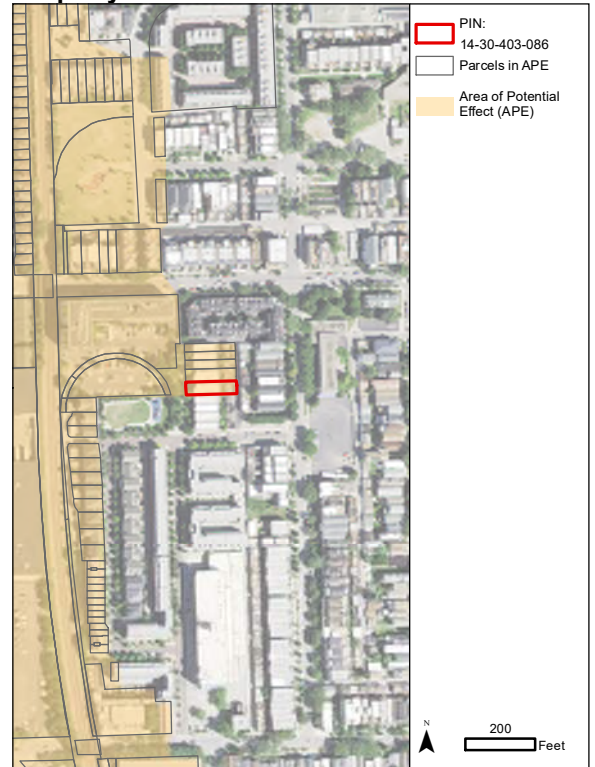 PIN:
14-30-403-086
Parcels in APE
Area of Potential
Effect (APE)
N
200
Feet